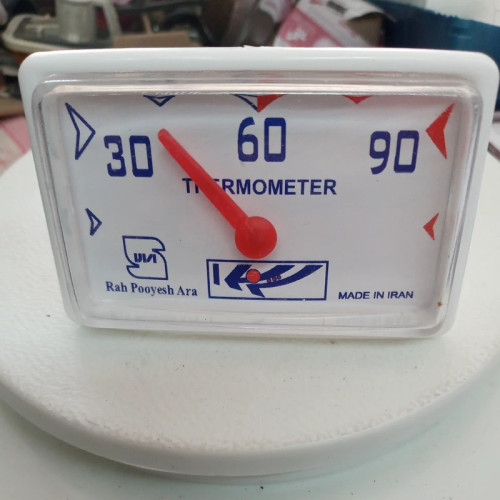 30 60 90
THERMOMETER
Rah Pooyesh Ara
MADE IN IRAN